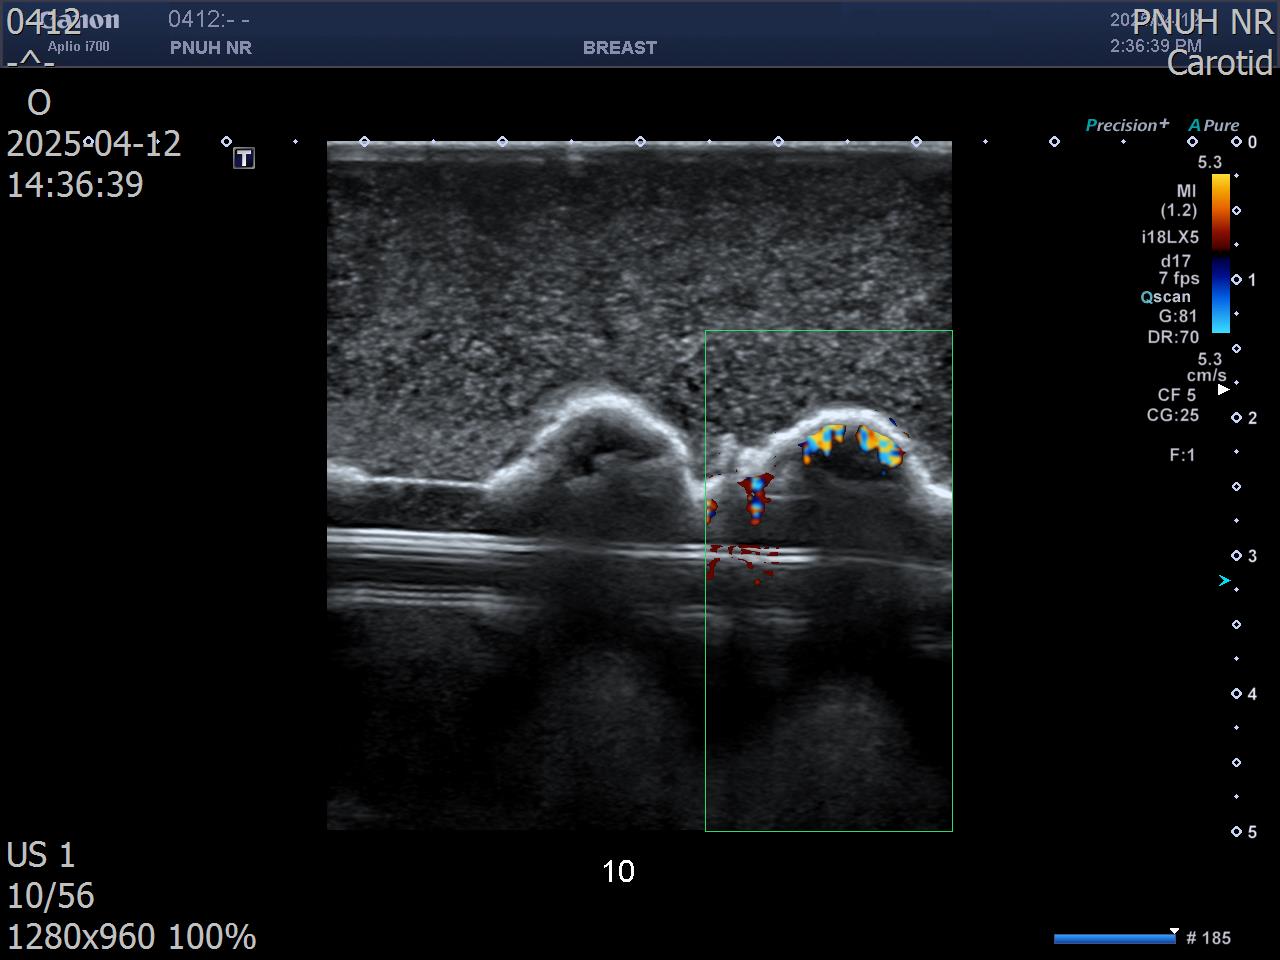 0412
Canon
0412:- -
PNUH NR
Aplio i700
PNUH NR
BREAST
2:36:39 PM
-^-
Carotid
O
2025-04-12
14:36:39
T
Precision+ A Pure
0
5.3
MI
(1.2)
i18LX5
d17
7 fps
1
Qscan
G:81
DR:70
5.3
cm/s
CF 5
2
CG:25
F:1
3
4
5
US 1
10
10/56
1280x960 100%
# 185